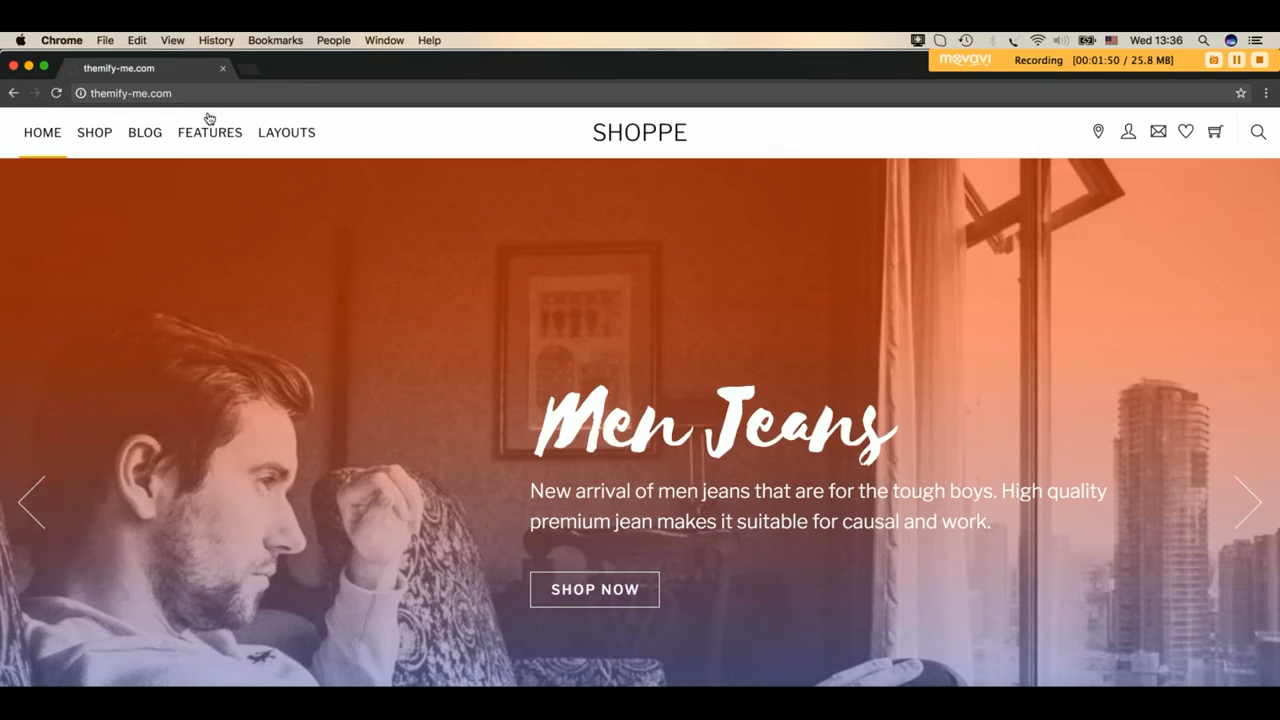 Chrome File Edit View History Bookmarks People Window Help Wed 13:36
themify-me.com
movavi Recording [00:01:50 / 25.8 MB]
themify-me.com
HOME SHOP BLOG FEATURES LAYOUTS SHOPPE
Men Jeans
New arrival of men jeans that are for the tough boys. High quality
premium jean makes it suitable for causal and work.
SHOP NOW